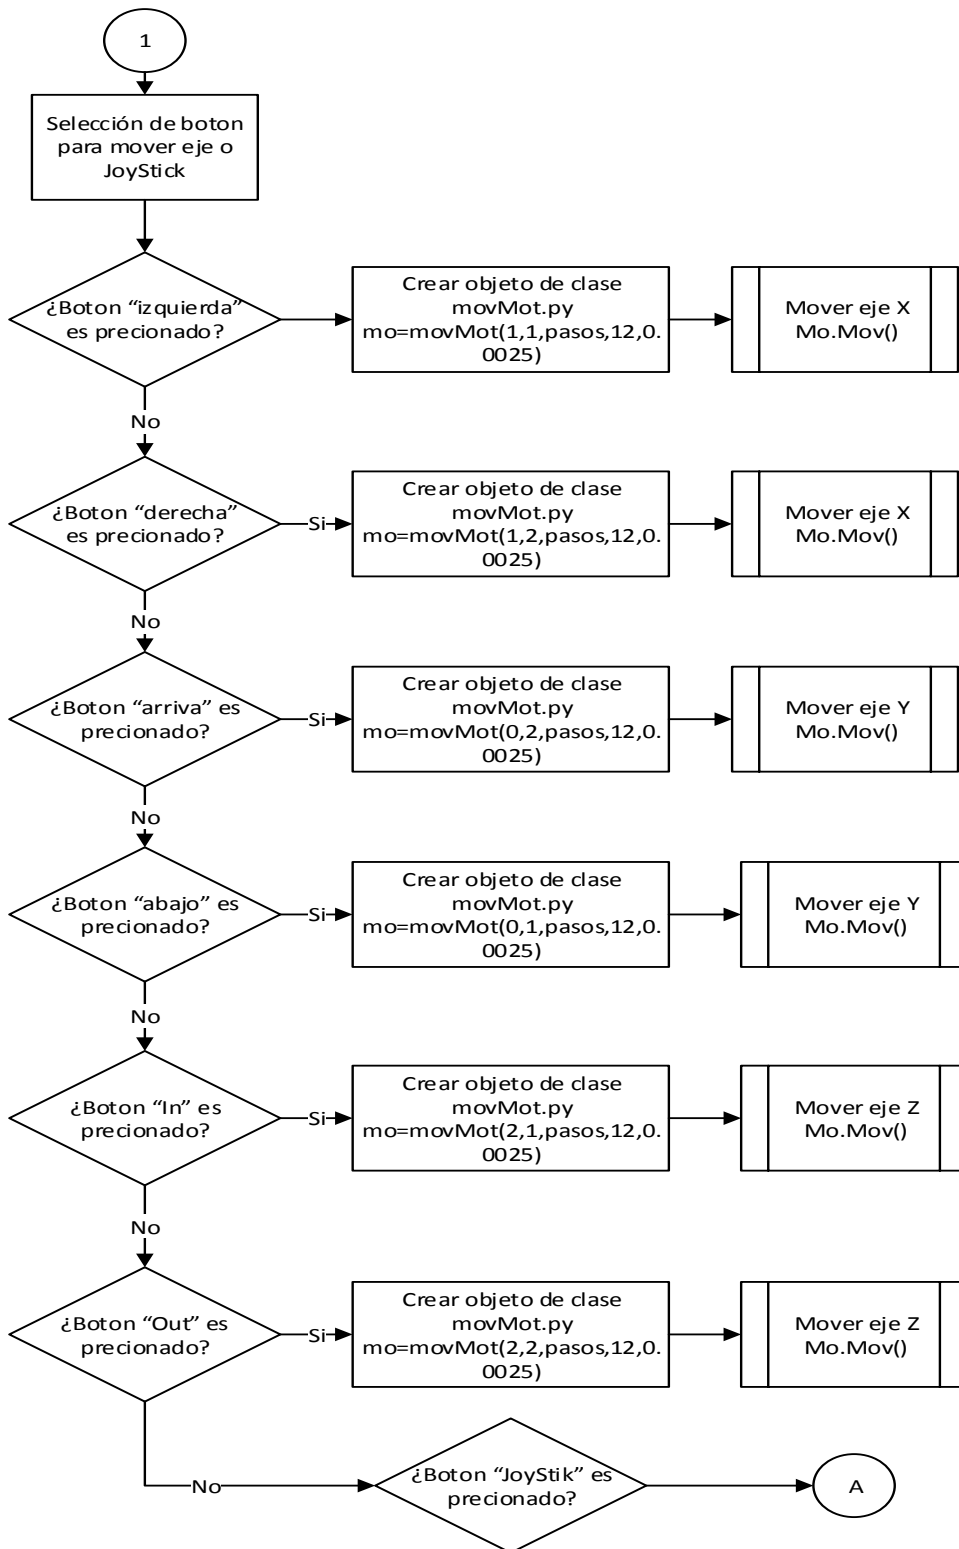 1
Selección de boton
para mover eje o
JoyStick
¿Boton “izquierda”
es precionado?
Crear objeto de clase
movMot.py
mo=movMot(1,1,pasos,12,0.
0025)
Mover eje X
Mo.Mov()
No
¿Boton “derecha”
es precionado?
Si
Crear objeto de clase
movMot.py
mo=movMot(1,2,pasos,12,0.
0025)
Mover eje X
Mo.Mov()
No
¿Boton “arriva” es
precionado?
Si
Crear objeto de clase
movMot.py
mo=movMot(0,2,pasos,12,0.
0025)
Mover eje Y
Mo.Mov()
No
¿Boton “abajo” es
precionado?
Si
Crear objeto de clase
movMot.py
mo=movMot(0,1,pasos,12,0.
0025)
Mover eje Y
Mo.Mov()
No
¿Boton “In” es
precionado?
Si
Crear objeto de clase
movMot.py
mo=movMot(2,1,pasos,12,0.
0025)
Mover eje Z
Mo.Mov()
No
¿Boton “Out” es
precionado?
Si
Crear objeto de clase
movMot.py
mo=movMot(2,2,pasos,12,0.
0025)
Mover eje Z
Mo.Mov()
No
¿Boton “JoyStik” es
precionado?
A